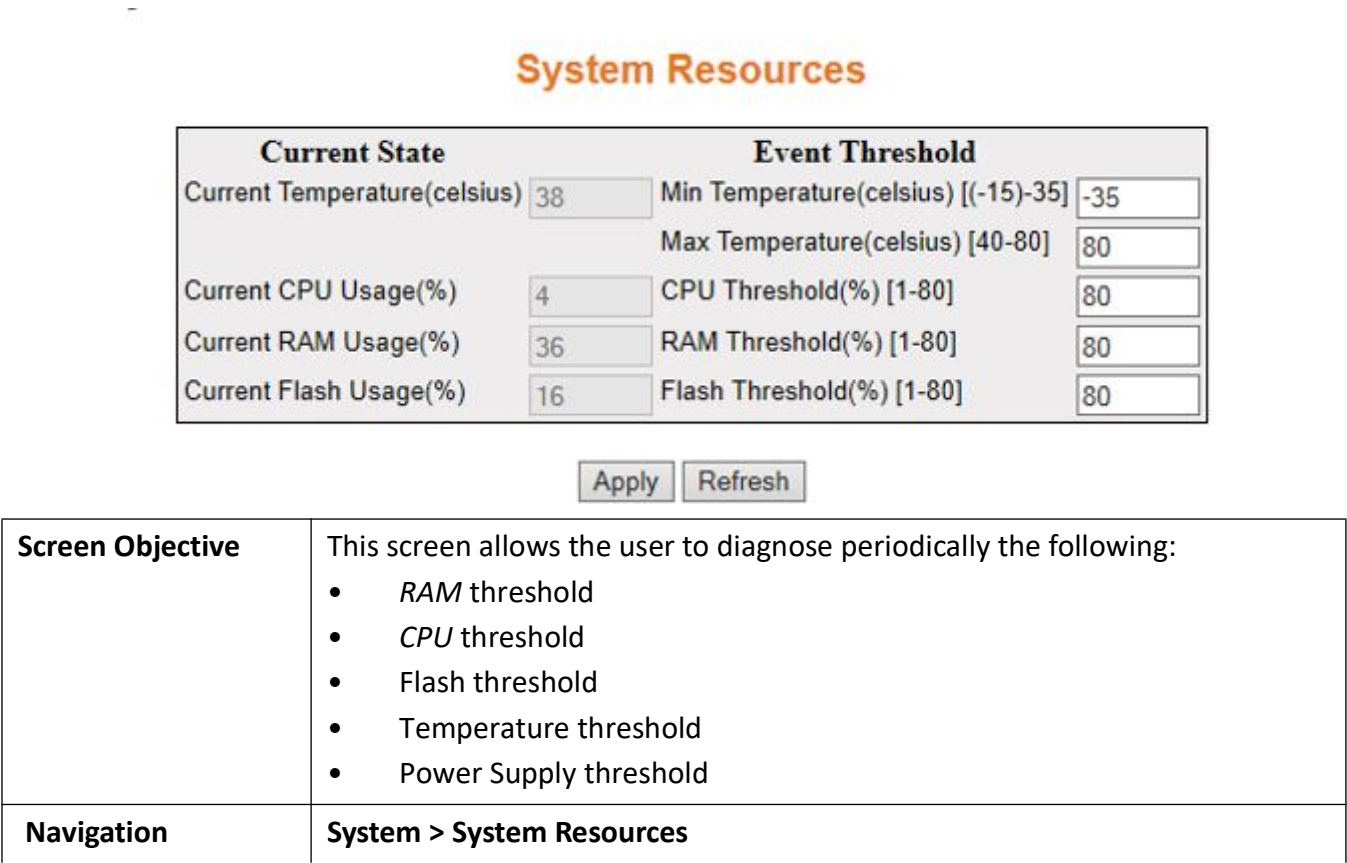 System Resources
Current State Event Threshold
Current Temperature(celsius) 38 Min Temperature(celsius) [(-15)-35] -35
Max Temperature(celsius) [40-80] 80
Current CPU Usage(%) 4 CPU Threshold(%) [1-80] 80
Current RAM Usage(%) 36 RAM Threshold(%) [1-80] 80
Current Flash Usage(%) 16 Flash Threshold(%) [1-80] 80
Apply Refresh
Screen Objective This screen allows the user to diagnose periodically the following:
• RAM threshold
• CPU threshold
• Flash threshold
• Temperature threshold
• Power Supply threshold
Navigation System > System Resources